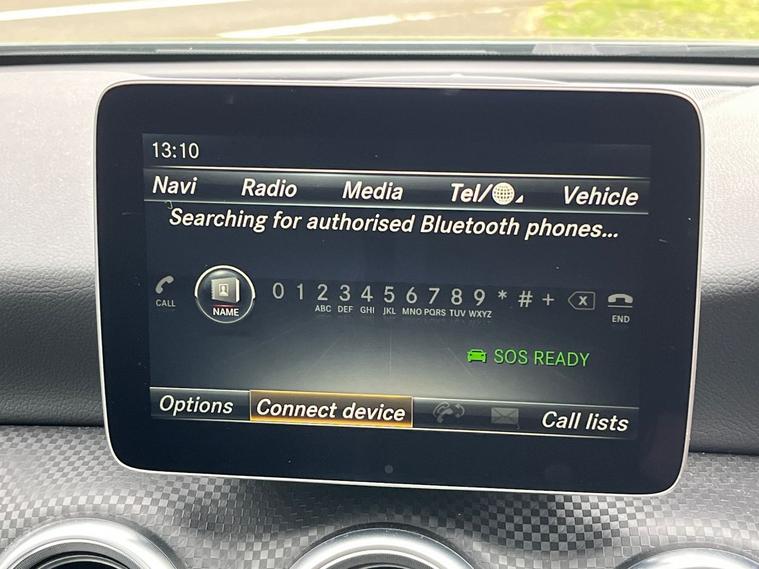 13:10
Navi Radio Media Tel/ Vehicle
Searching for authorised Bluetooth phones...
CALL NAME 0 1 2 ABC 3 DEF 4 GHI 5 JKL 6 MNO 7 PQRS 8 TUV 9 WXYZ * # + END
SOS READY
Options Connect device Call lists